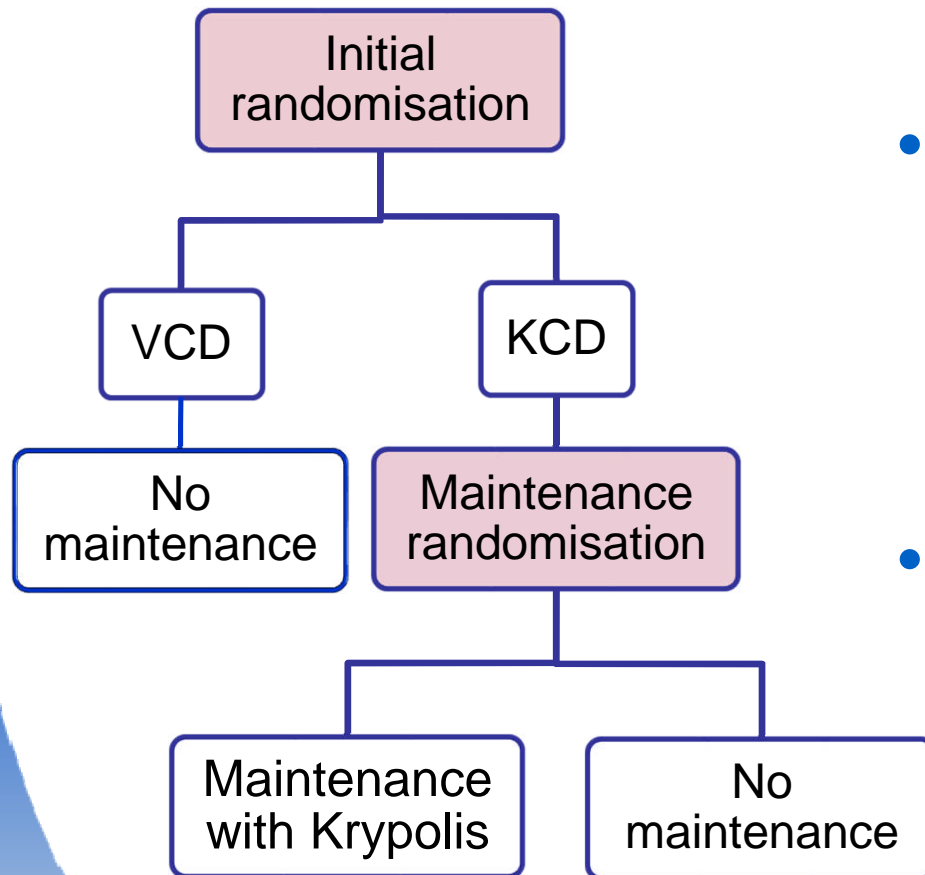 Initial
randomisation
VCD
KCD
No
maintenance
Maintenance
randomisation
Maintenance
with Krypolis
No
maintenance